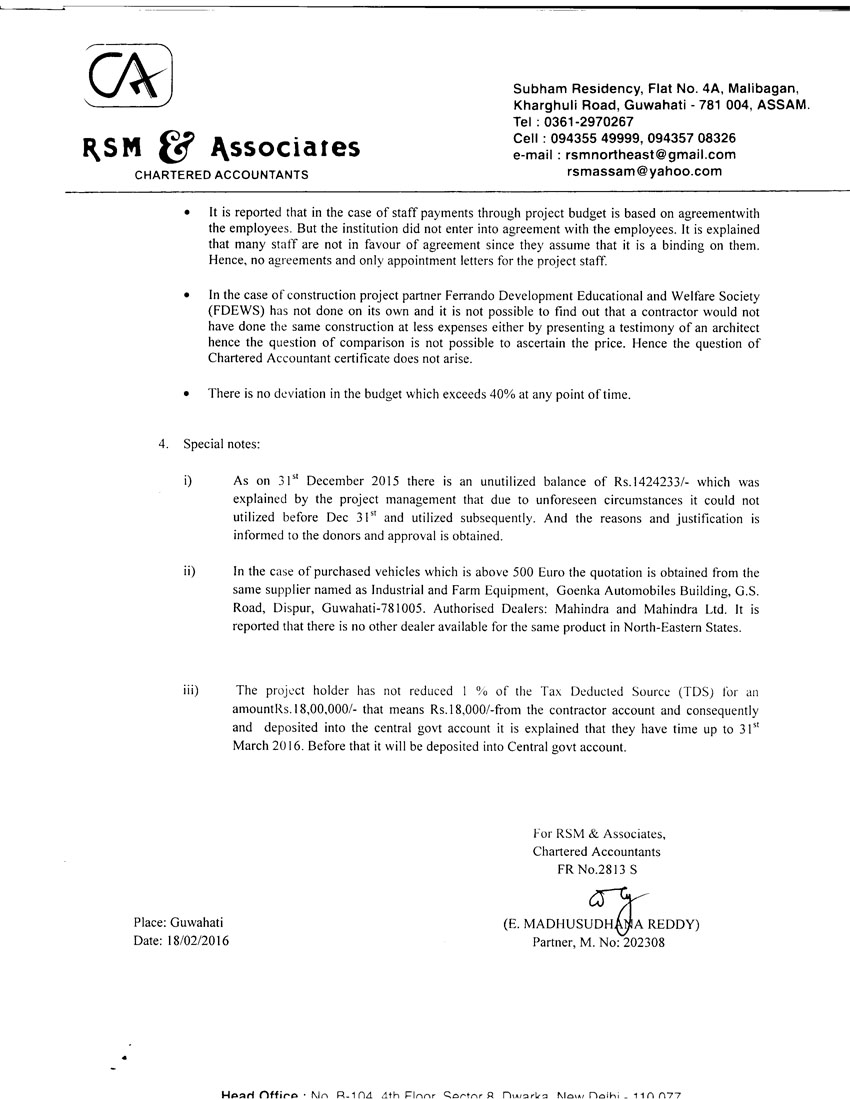 CA
Subham Residency, Flat No. 4A, Malibagan,
Kharghuli Road, Guwahati - 781 004, ASSAM.
Tel : 0361-2970267
Cell : 094355 49999, 094357 08326
e-mail : rsmnortheast@gmail.com
rsmassam@yahoo.com
RSM & Associates
CHARTERED ACCOUNTANTS
• It is reported that in the case of staff payments through project budget is based on agreementwith
the employees. But the institution did not enter into agreement with the employees. It is explained
that many staff are not in favour of agreement since they assume that it is a binding on them.
Hence, no agreements and only appointment letters for the project staff.
• In the case of construction project partner Ferrando Development Educational and Welfare Society
(FDEWS) has not done on its own and it is not possible to find out that a contractor would not
have done the same construction at less expenses either by presenting a testimony of an architect
hence the question of comparison is not possible to ascertain the price. Hence the question of
Chartered Accountant certificate does not arise.
• There is no deviation in the budget which exceeds 40% at any point of time.
4. Special notes:
i) As on 31st December 2015 there is an unutilized balance of Rs.1424233/- which was
explained by the project management that due to unforeseen circumstances it could not
utilized before Dec 31st and utilized subsequently. And the reasons and justification is
informed to the donors and approval is obtained.
ii) In the case of purchased vehicles which is above 500 Euro the quotation is obtained from the
same supplier named as Industrial and Farm Equipment, Goenka Automobiles Building, G.S.
Road, Dispur, Guwahati-781005. Authorised Dealers: Mahindra and Mahindra Ltd. It is
reported that there is no other dealer available for the same product in North-Eastern States.
iii) The project holder has not reduced 1 % of the Tax Deducted Source (TDS) for an
amountRs.18,00,000/- that means Rs.18,000/-from the contractor account and consequently
and deposited into the central govt account it is explained that they have time up to 31st
March 2016. Before that it will be deposited into Central govt account.
For RSM & Associates,
Chartered Accountants
FR No.2813 S
(E. MADHUSUDHANA REDDY)
Partner, M. No: 202308
Place: Guwahati
Date: 18/02/2016
Head Office : No. B-104, 4th Floor, Sector 8, Dwarka, New Delhi - 110 077